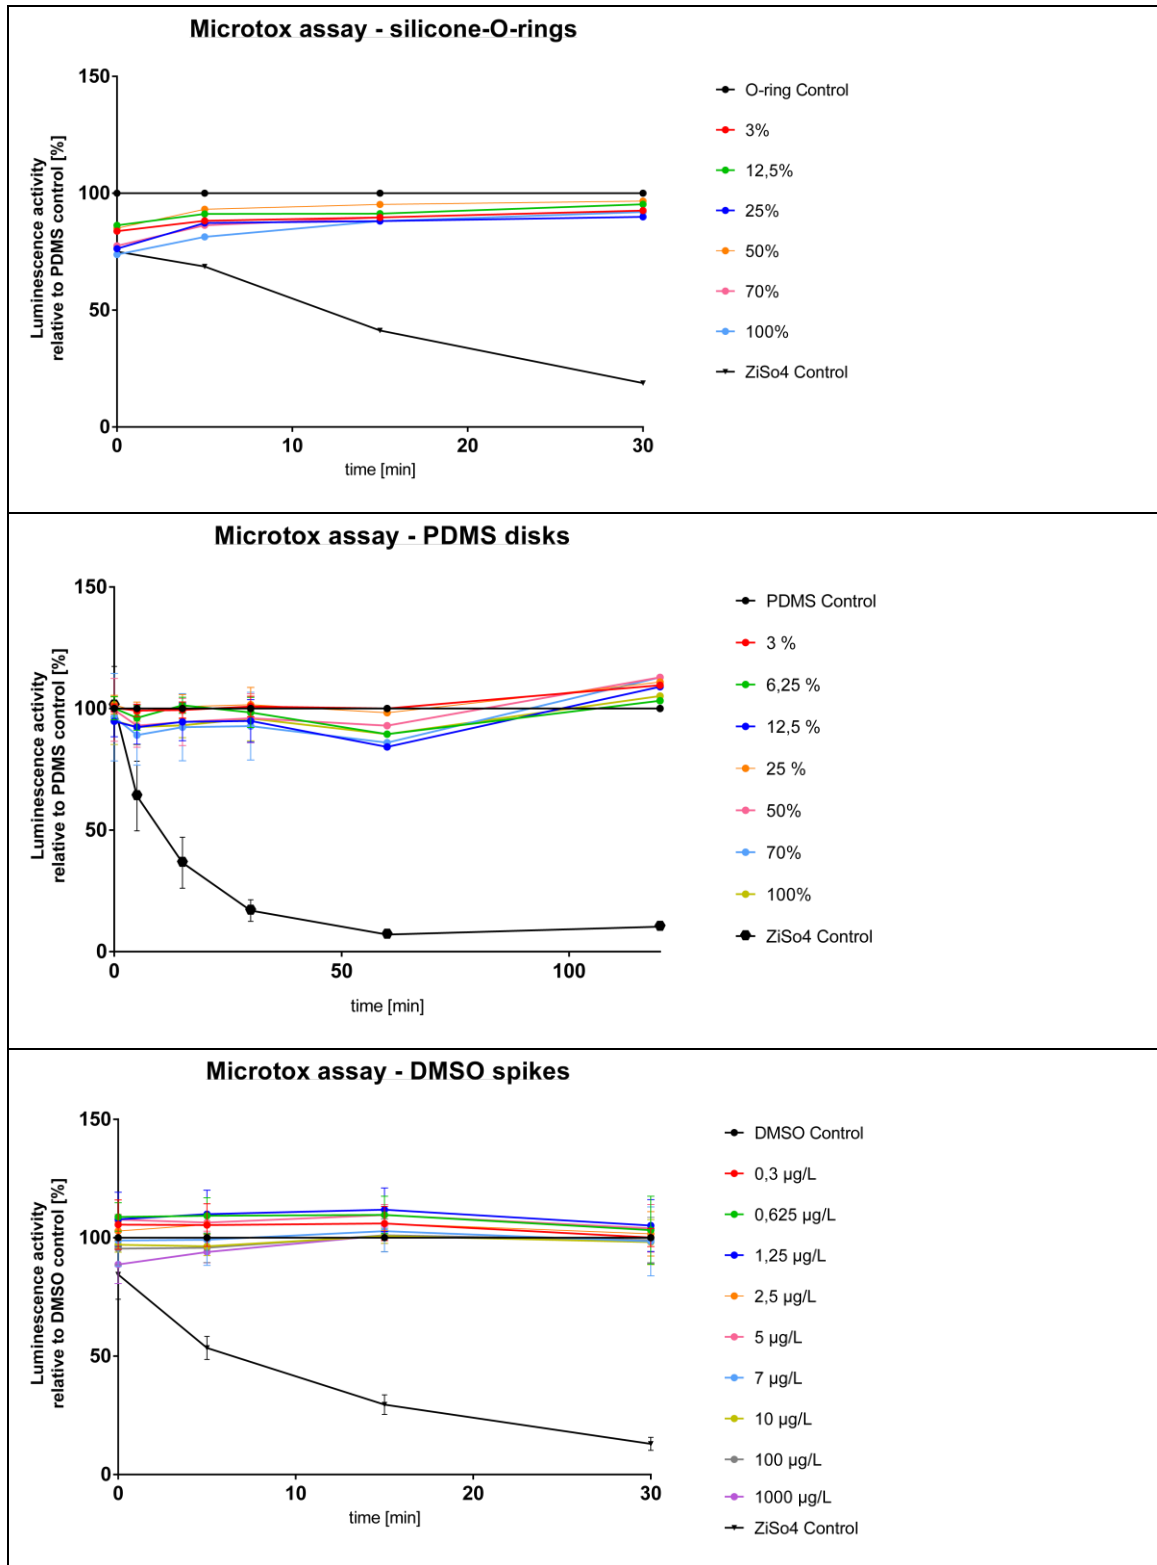 Microtox assay - silicone-O-rings
Luminescence activity
relative to PDMS control [%]
150
100
50
0
0 10 20 30
time [min]
O-ring Control
3%
12,5%
25%
50%
70%
100%
ZiSo4 Control
Microtox assay - PDMS disks
Luminescence activity
relative to PDMS control [%]
150
100
50
0
0 50 100
time [min]
PDMS Control
3 %
6,25 %
12,5 %
25 %
50%
70%
100%
ZiSo4 Control
Microtox assay - DMSO spikes
Luminescence activity
relative to DMSO control [%]
150
100
50
0
0 10 20 30
time [min]
DMSO Control
0,3 µg/L
0,625 µg/L
1,25 µg/L
2,5 µg/L
5 µg/L
7 µg/L
10 µg/L
100 µg/L
1000 µg/L
ZiSo4 Control